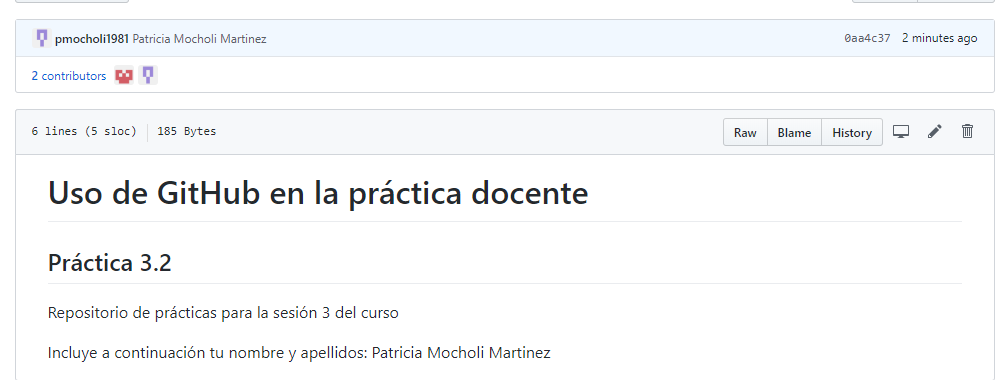 pmocholi1981 Patricia Mocholi Martinez 0aa4c37 2 minutes ago
2 contributors
6 lines (5 sloc) 185 Bytes Raw Blame History
Uso de GitHub en la práctica docente
Práctica 3.2
Repositorio de prácticas para la sesión 3 del curso
Incluye a continuación tu nombre y apellidos: Patricia Mocholi Martinez